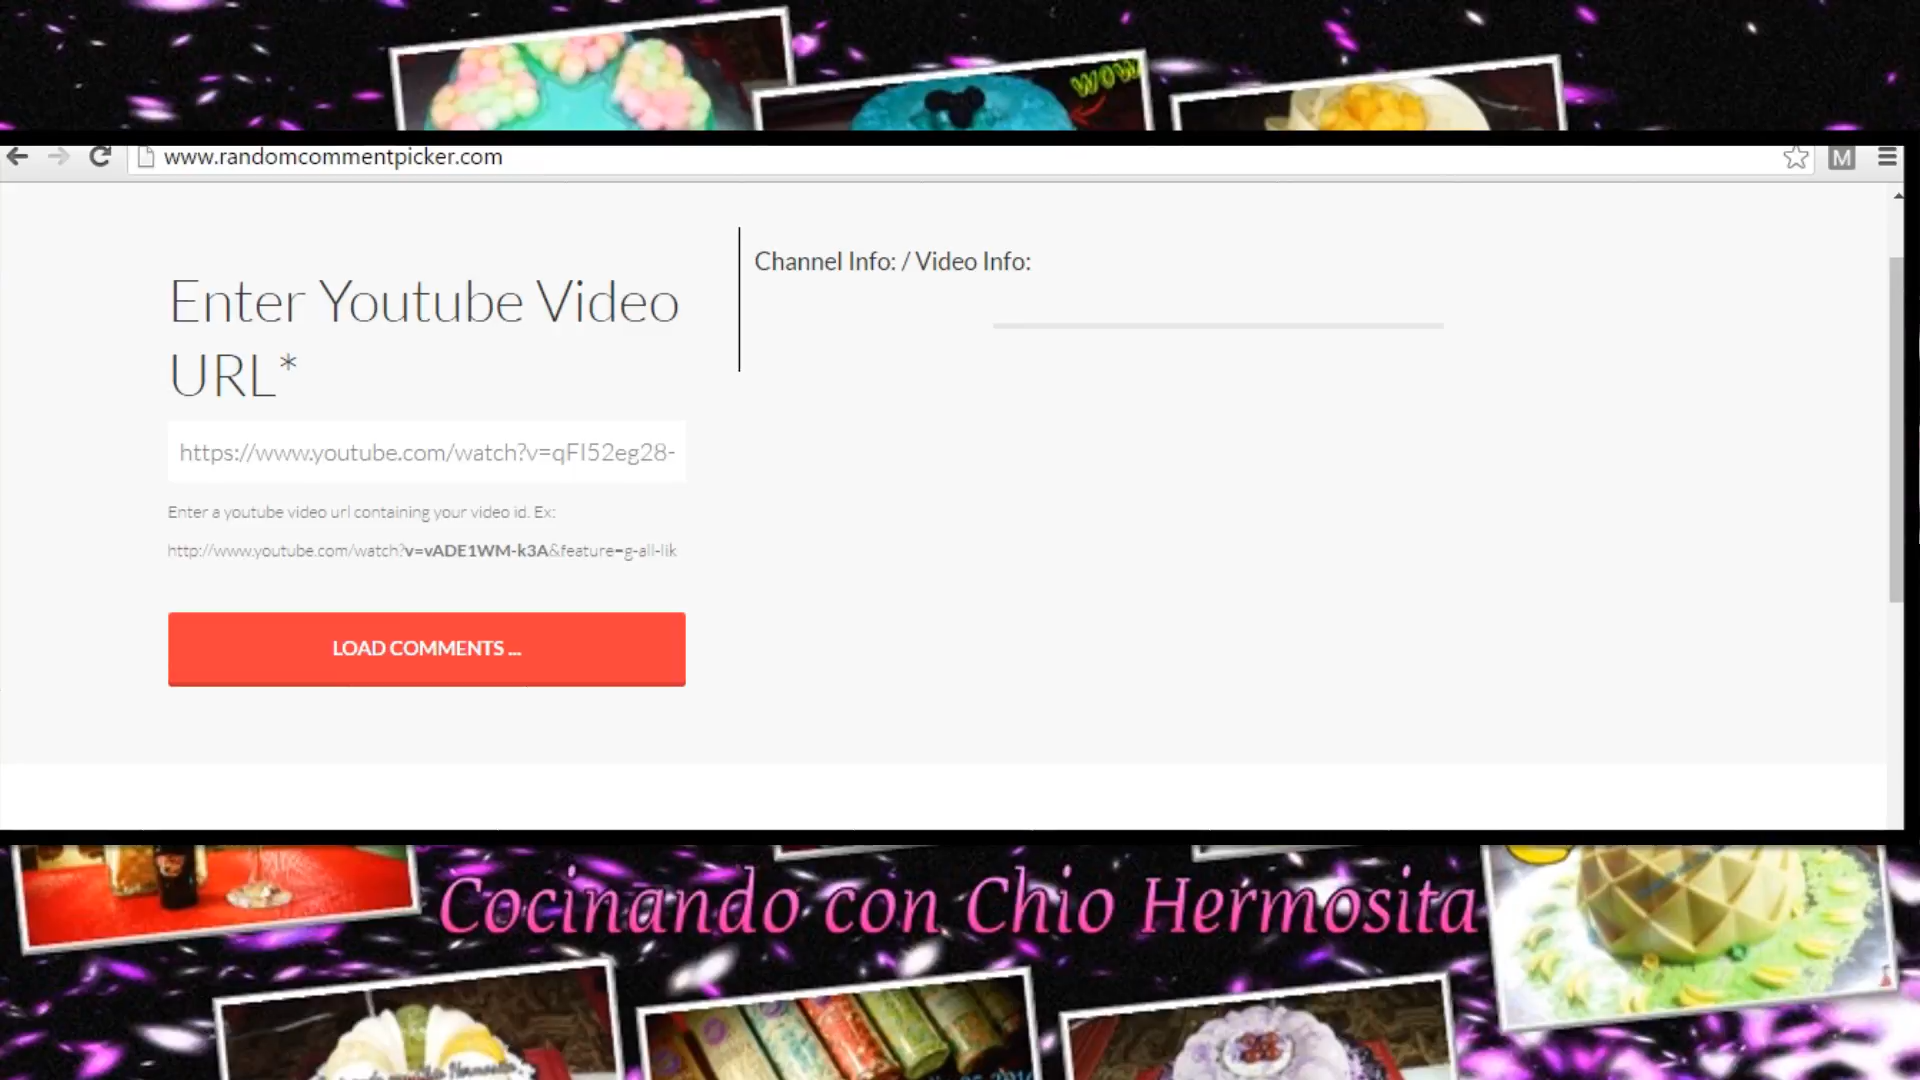 WOW
www.randomcommentpicker.com
M
Channel Info: / Video Info:
Enter Youtube Video
URL*
https://www.youtube.com/watch?v=qFI52eg28-
Enter a youtube video url containing your video id. Ex:
http://www.youtube.com/watch?v=vADE1WM-k3A&feature=g-all-lik
LOAD COMMENTS ...
Cocinando con Chio Hermosita